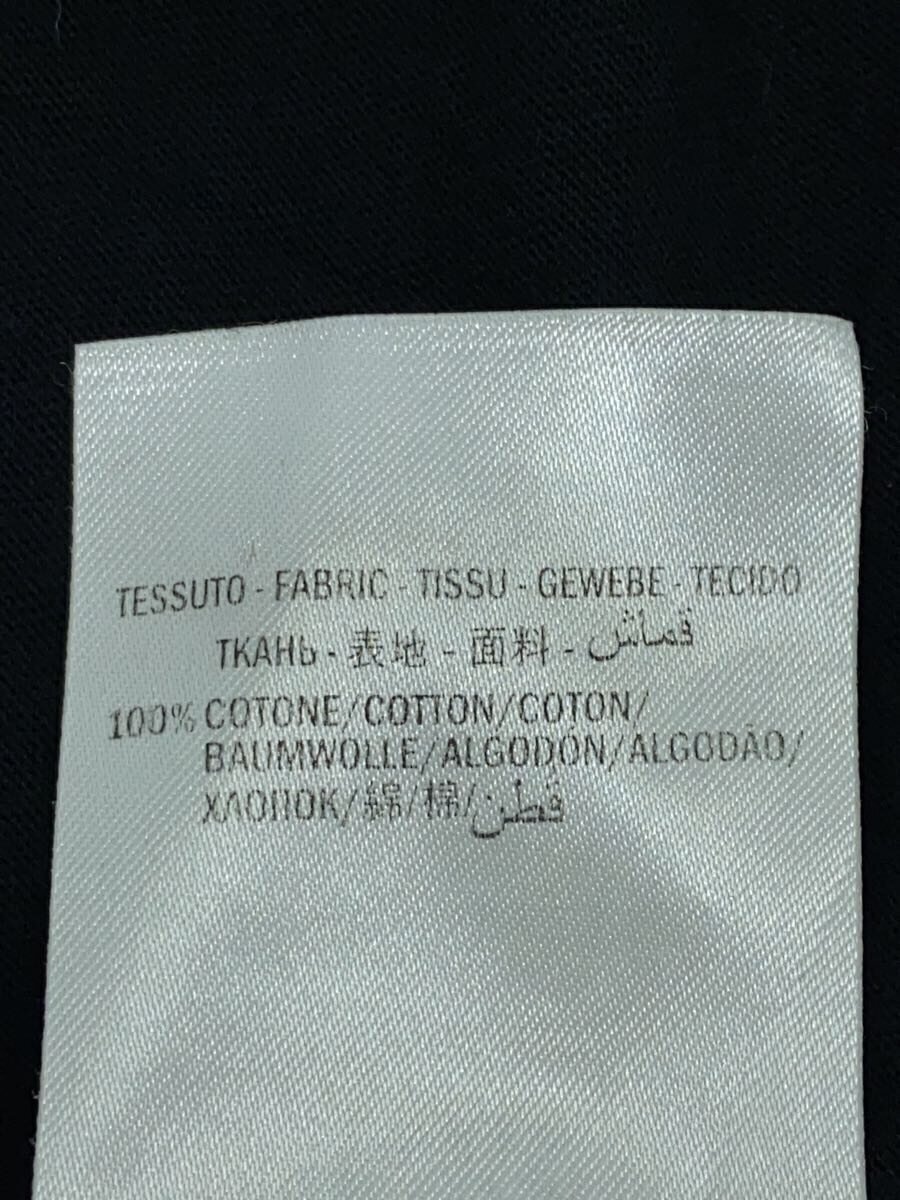 TESSUTO - FABRIC - TISSU - GEWEBE - TECIDO
ТКАНЬ - 表地 - 面料 - قماش
100% COTONE/COTTON/COTON/
BAUMWOLLE/ALGODÓN/ALGODÃO/
ХЛОПОК/綿/棉/قطن